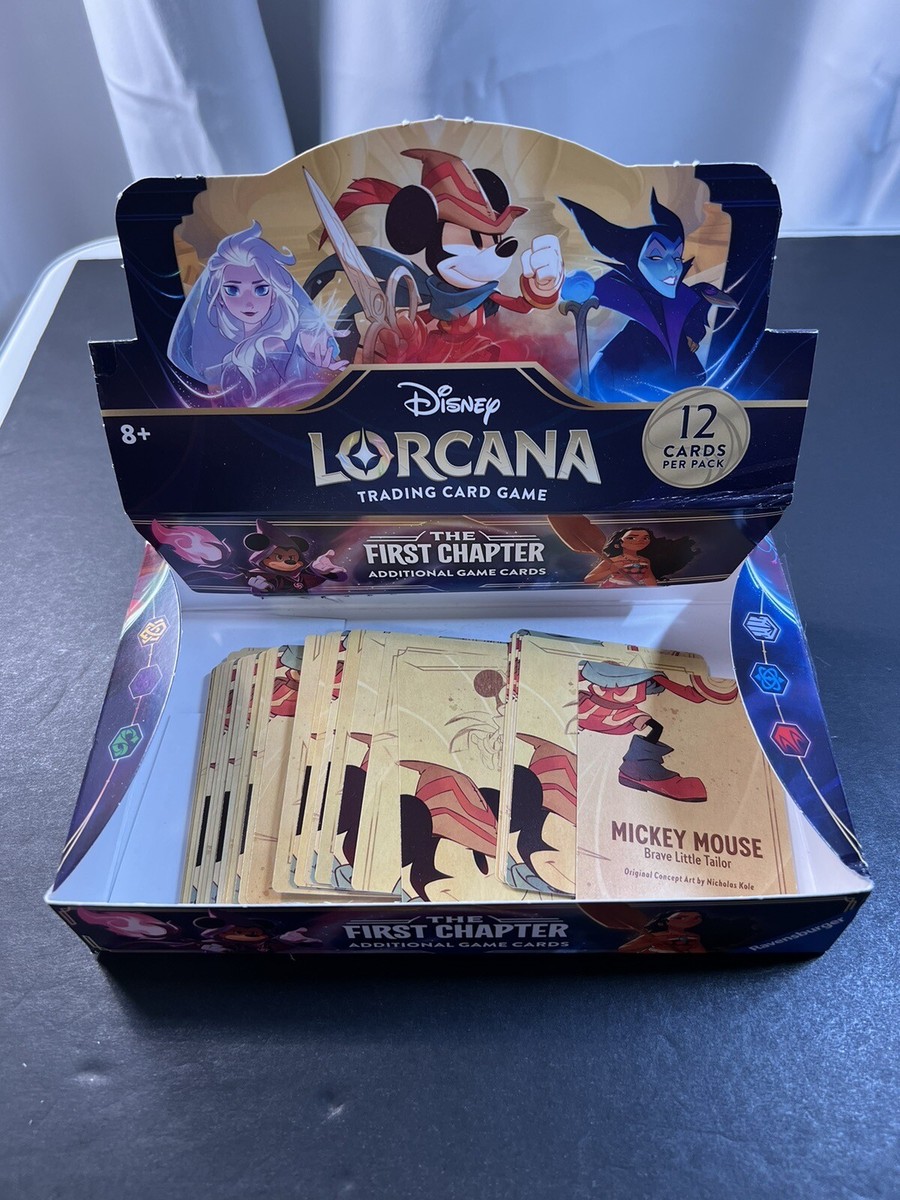 Disney
8+
LORCANA
TRADING CARD GAME
12
CARDS
PER PACK
THE
FIRST CHAPTER
ADDITIONAL GAME CARDS
MICKEY MOUSE
Brave Little Tailor
Original Concept Art by Nicholas Kole
THE
FIRST CHAPTER
ADDITIONAL GAME CARDS
Ravensburger